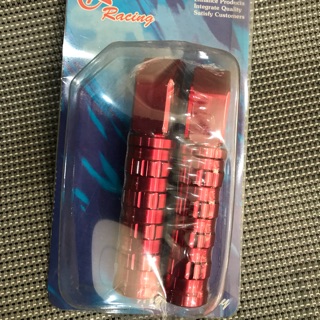 Racing
Products
Integrate Quality
Satisfy Customers